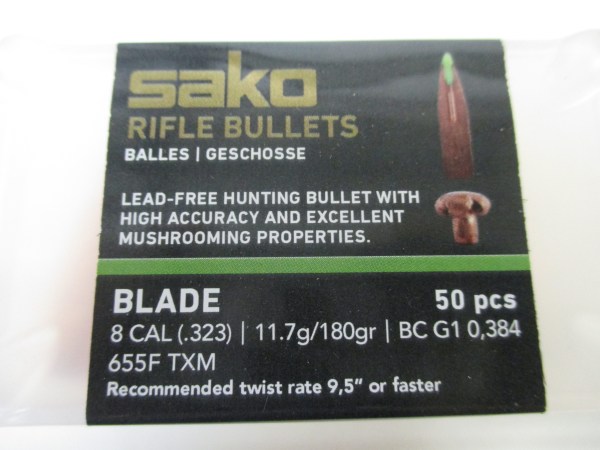 sako
RIFLE BULLETS
BALLES | GESCHOSSE
LEAD-FREE HUNTING BULLET WITH
HIGH ACCURACY AND EXCELLENT
MUSHROOMING PROPERTIES.
BLADE 50 pcs
8 CAL (.323) | 11.7g/180gr | BC G1 0,384
655F TXM
Recommended twist rate 9,5" or faster